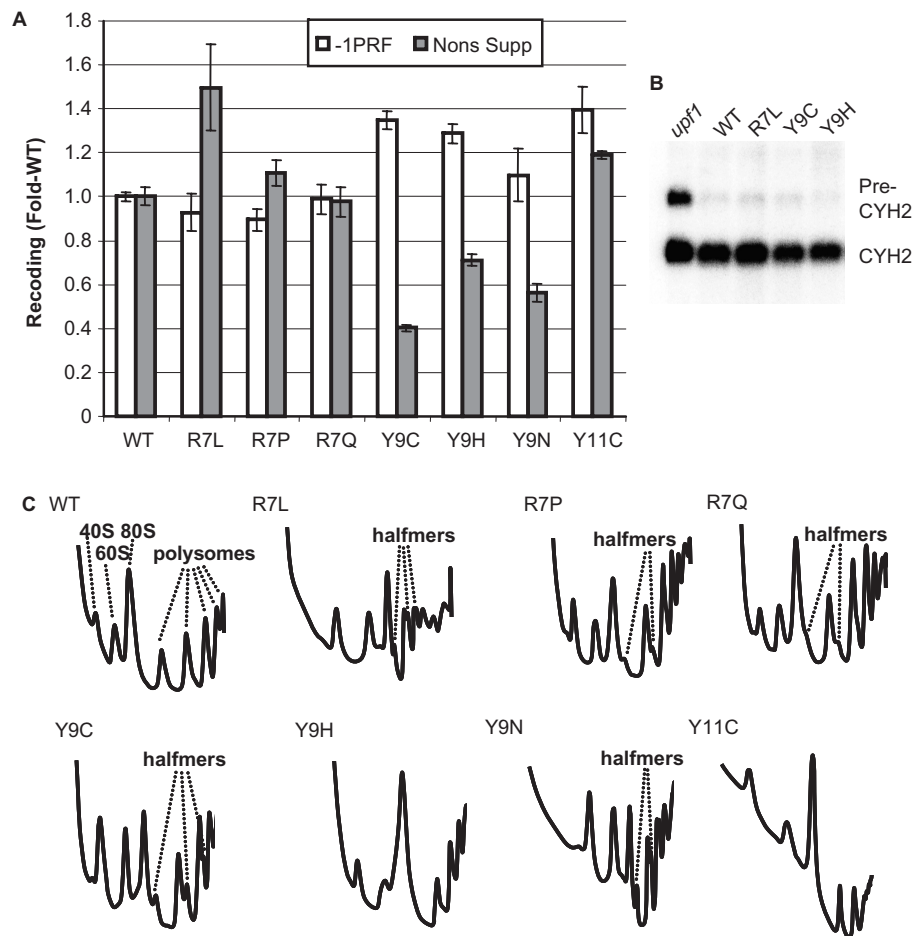 A
1.8
1.6
1.4
1.2
1.0
0.8
0.6
0.4
0.2
0
Recoding (Fold-WT)
-1PRF Nons Supp
WT R7L R7P R7Q Y9C Y9H Y9N Y11C
B
upf1 WT R7L Y9C Y9H
Pre-
CYH2
CYH2
C WT R7L R7P R7Q
40S 80S
60S polysomes
halfmers
halfmers
halfmers
Y9C Y9H Y9N Y11C
halfmers
halfmers